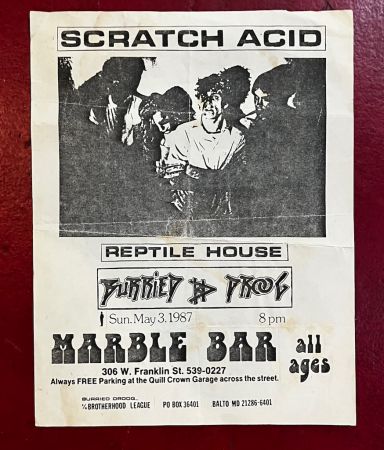 SCRATCH ACID
REPTILE HOUSE
BURRIED DROOG
SUN. MAY 3. 1987 8 pm
MARBLE BAR all ages
306 W. Franklin St. 539-0227
Always FREE Parking at the Quill Crown Garage across the street.
BURRIED DROOG
℅ BROTHERHOOD LEAGUE PO BOX 36401 BALTO MD 21286-6401